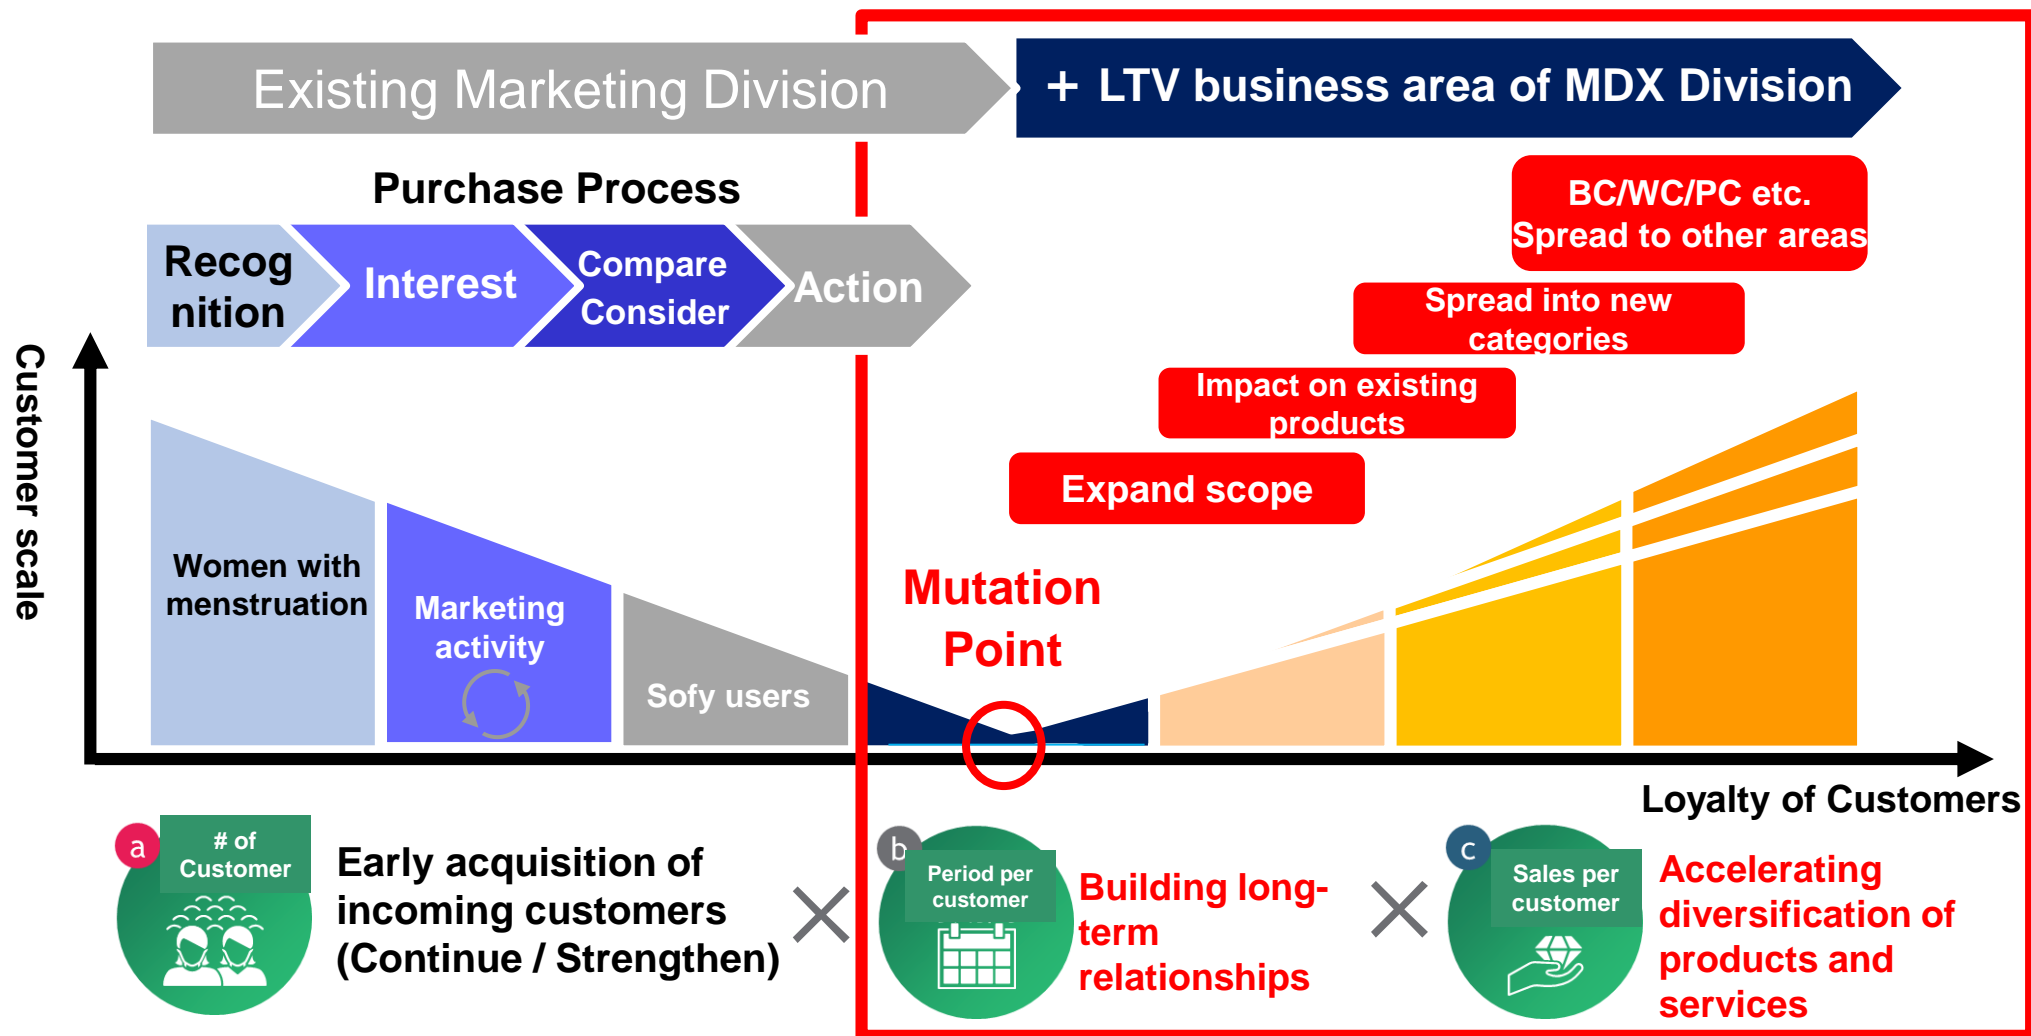 Existing Marketing Division
+ LTV business area of MDX Division
Purchase Process
Recog
nition
Interest
Compare
Consider
Action
BC/WC/PC etc.
Spread to other areas
Spread into new
categories
Impact on existing
products
Expand scope
Customer scale
Women with
menstruation
Marketing
activity
Sofy users
Mutation
Point
Loyalty of Customers
a
# of
Customer
Early acquisition of
incoming customers
(Continue / Strengthen)
b
Period per
customer
Building long-
term
relationships
c
Sales per
customer
Accelerating
diversification of
products and
services